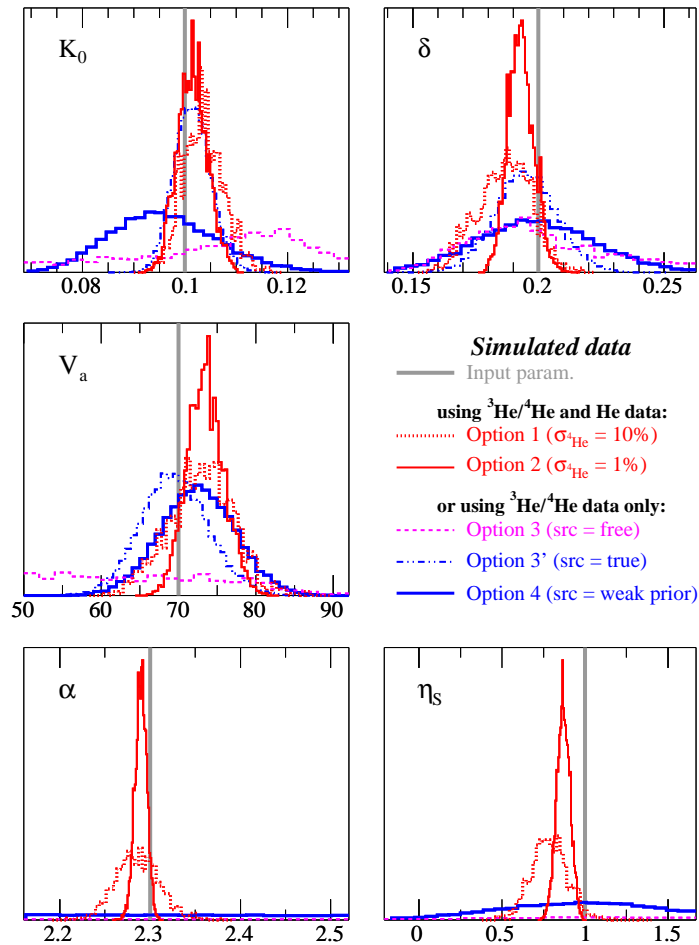 K₀
δ
0.08 0.1 0.12
0.15 0.2 0.25
Vₐ
50 60 70 80 90
Simulated data
Input param.
using ³He/⁴He and He data:
Option 1 (σ⁴He = 10%)
Option 2 (σ⁴He = 1%)
or using ³He/⁴He data only:
Option 3 (src = free)
Option 3’ (src = true)
Option 4 (src = weak prior)
α
η_S
2.2 2.3 2.4 2.5
0 0.5 1 1.5